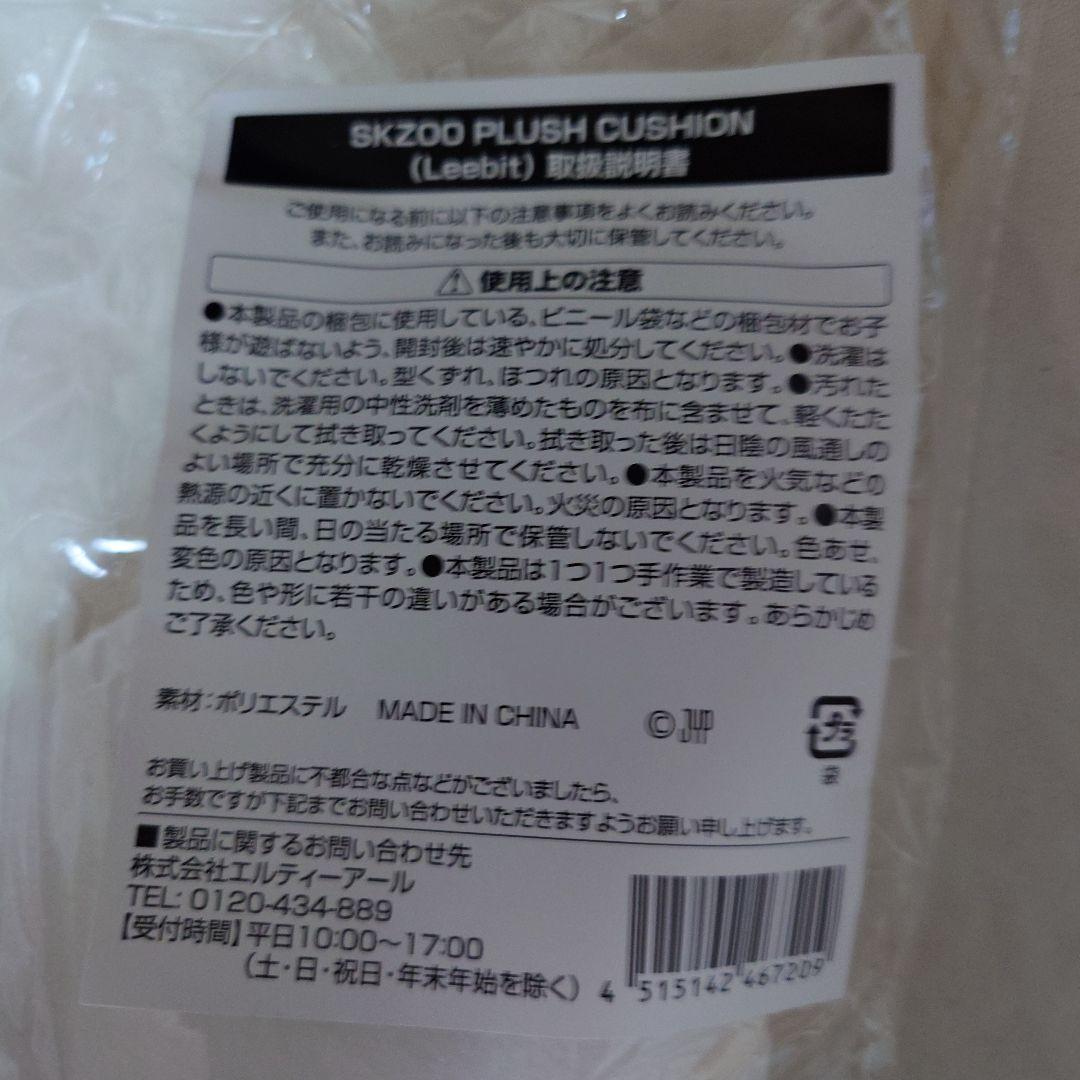 SKZOO PLUSH CUSHION
(Leebit) 取扱説明書
ご使用になる前に以下の注意事項をよくお読みください。
また、お読みになった後も大切に保管してください。
⚠使用上の注意
●本製品の梱包に使用している、ビニール袋などの梱包材でお子
様が遊ばないよう、開封後は速やかに処分してください。●洗濯は
しないでください。型くずれ、ほつれの原因となります。●汚れた
ときは、洗濯用の中性洗剤を薄めたものを布に含ませて、軽くたた
くようにして拭き取ってください。拭き取った後は日陰の風通しの
よい場所で充分に乾燥させてください。●本製品を火気などの
熱源の近くに置かないでください。火災の原因となります。●本製
品を長い間、日の当たる場所で保管しないでください。色あせ、
変色の原因となります。●本製品は1つ1つ手作業で製造している
ため、色や形に若干の違いがある場合がございます。あらかじめ
ご了承ください。
素材:ポリエステル MADE IN CHINA ©JYP
プラ
袋
お買い上げ製品に不都合な点などがございましたら、
お手数ですが下記までお問い合わせいただきますようお願い申し上げます。
■製品に関するお問い合わせ先
株式会社エルティーアール
TEL: 0120-434-889
【受付時間】平日10:00〜17:00
(土・日・祝日・年末年始を除く)
4 515142 467209